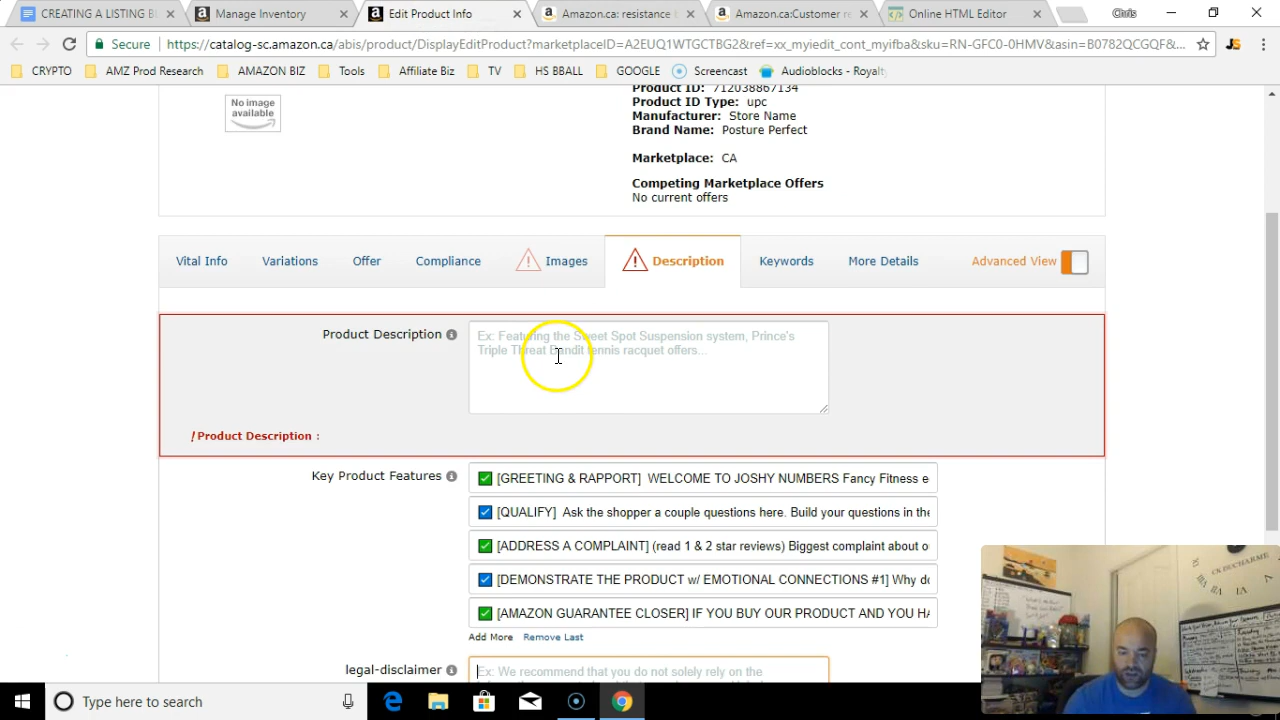 CREATING A LISTING B
Manage Inventory
Edit Product Info
Amazon.ca: resistance
Amazon.ca:Customer re
Online HTML Editor
Chris
Secure
https://catalog-sc.amazon.ca/abis/product/DisplayEditProduct?marketplaceID=A2EUQ1WTGCTBG2&ref=xx_myiedit_cont_myifba&sku=RN-GFC0-0HMV&asin=B0782QCGQF&...
CRYPTO
AMZ Prod Research
AMAZON BIZ
Tools
Affiliate Biz
TV
HS BBALL
GOOGLE
Screencast
Audioblocks - Royalt
No image
available
Product ID: 712038867134
Product ID Type: upc
Manufacturer: Store Name
Brand Name: Posture Perfect
Marketplace: CA
Competing Marketplace Offers
No current offers
Vital Info
Variations
Offer
Compliance
Images
Description
Keywords
More Details
Advanced View
Product Description
Ex: Featuring the Sweet Spot Suspension system, Prince's
Triple Threat Bandit tennis racquet offers...
! Product Description :
Key Product Features
[GREETING & RAPPORT] WELCOME TO JOSHY NUMBERS Fancy Fitness e
[QUALIFY] Ask the shopper a couple questions here. Build your questions in the
[ADDRESS A COMPLAINT] (read 1 & 2 star reviews) Biggest complaint about o
[DEMONSTRATE THE PRODUCT w/ EMOTIONAL CONNECTIONS #1] Why do
[AMAZON GUARANTEE CLOSER] IF YOU BUY OUR PRODUCT AND YOU HA
Add More
Remove Last
legal-disclaimer
Ex: We recommend that you do not solely rely on the
Type here to search